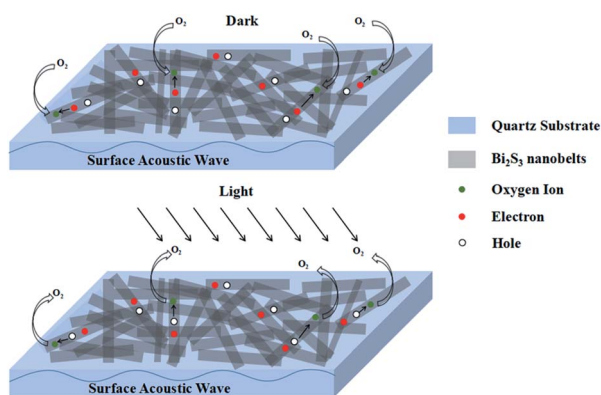 Dark
O₂
O₂
O₂
O₂
Surface Acoustic Wave
Quartz Substrate
Bi₂S₃ nanobelts
Oxygen Ion
Electron
Hole
Light
O₂
O₂
O₂
O₂
Surface Acoustic Wave